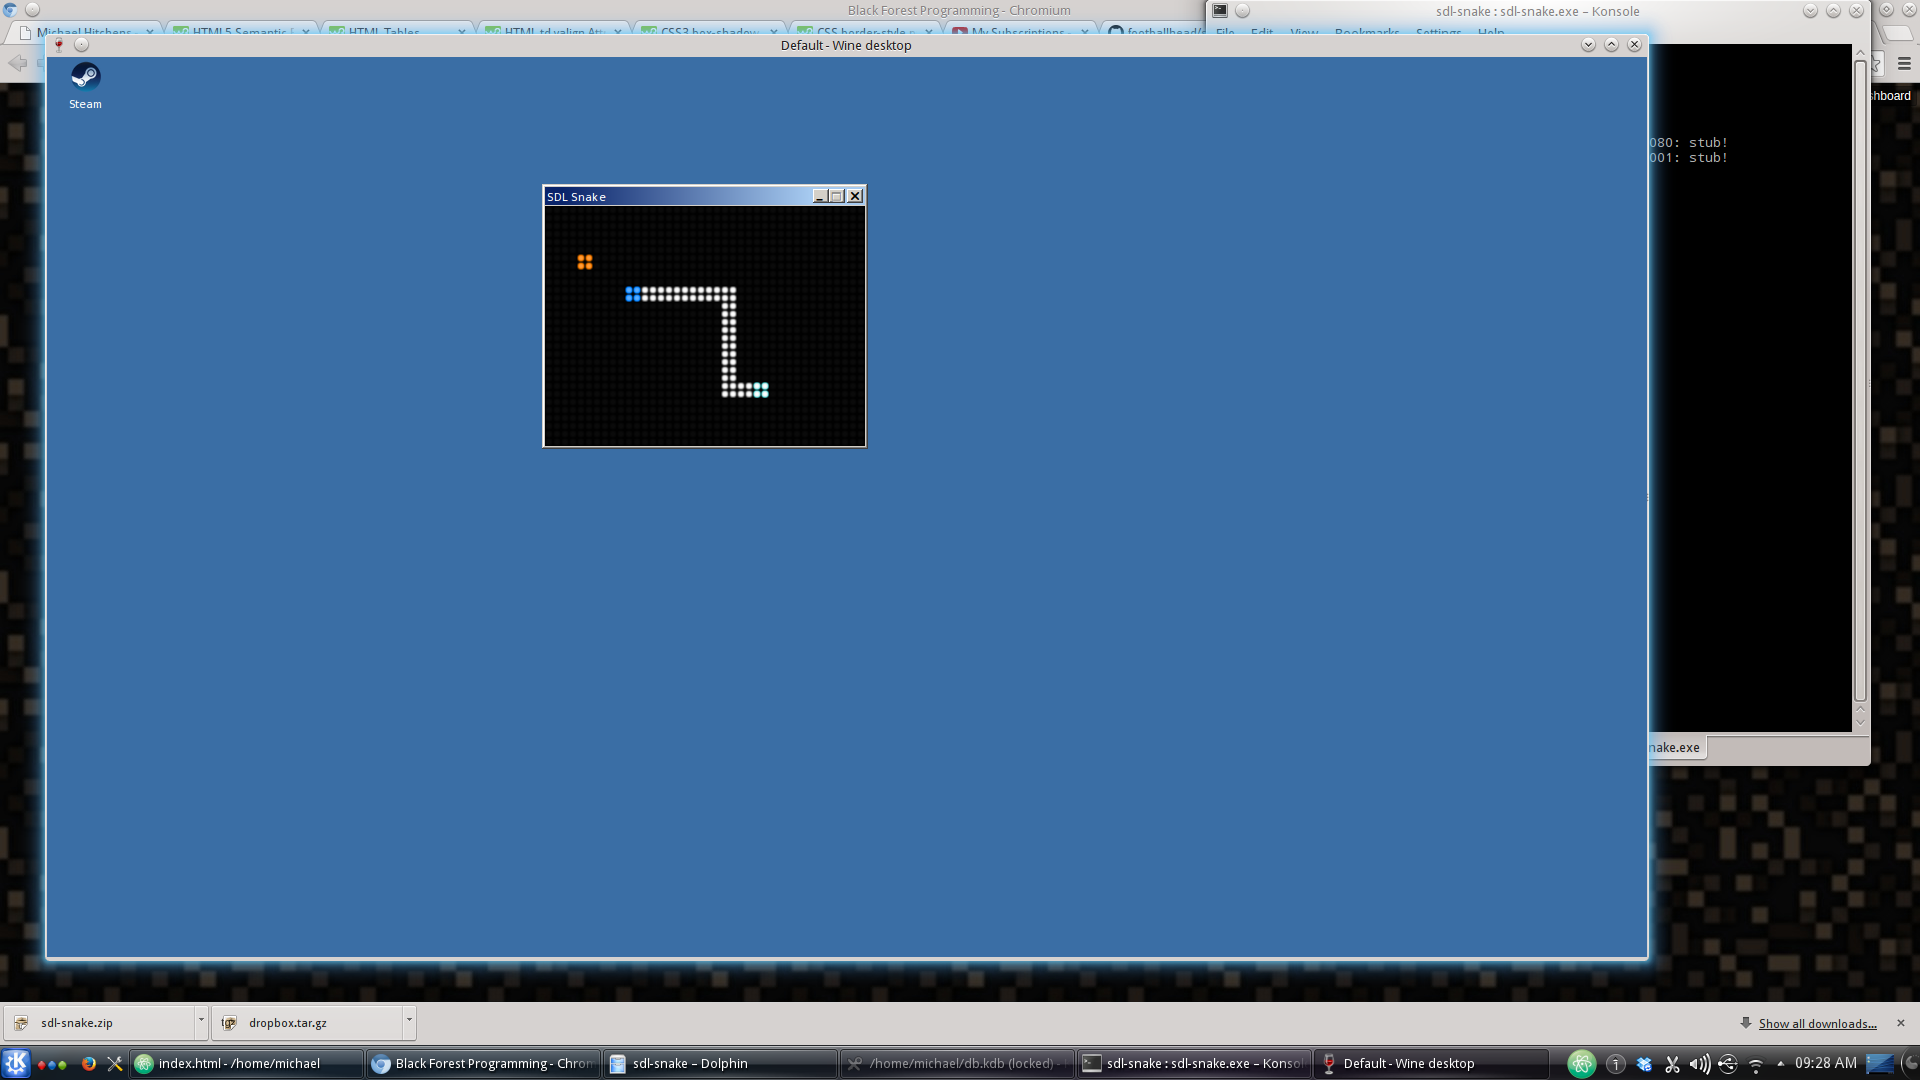 Black Forest Programming - Chromium
sdl-snake : sdl-snake.exe – Konsole
Michael Hitchens -
HTML5 Semantic
HTML Tables
HTML td valign Att
CSS3 box-shadow
CSS border-style
My Subscriptions -
footballhead/
File Edit View Bookmarks Settings Help
Default - Wine desktop
Steam
hboard
080: stub!
001: stub!
SDL Snake
nake.exe
sdl-snake.zip
dropbox.tar.gz
Show all downloads...
index.html - /home/michael
Black Forest Programming - Chron
sdl-snake – Dolphin
/home/michael/db.kdb (locked) -
sdl-snake : sdl-snake.exe – Konso
Default - Wine desktop
09:28 AM